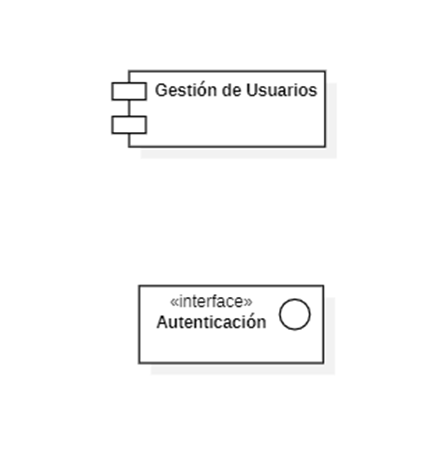 Gestión de Usuarios
«interface»
Autenticación